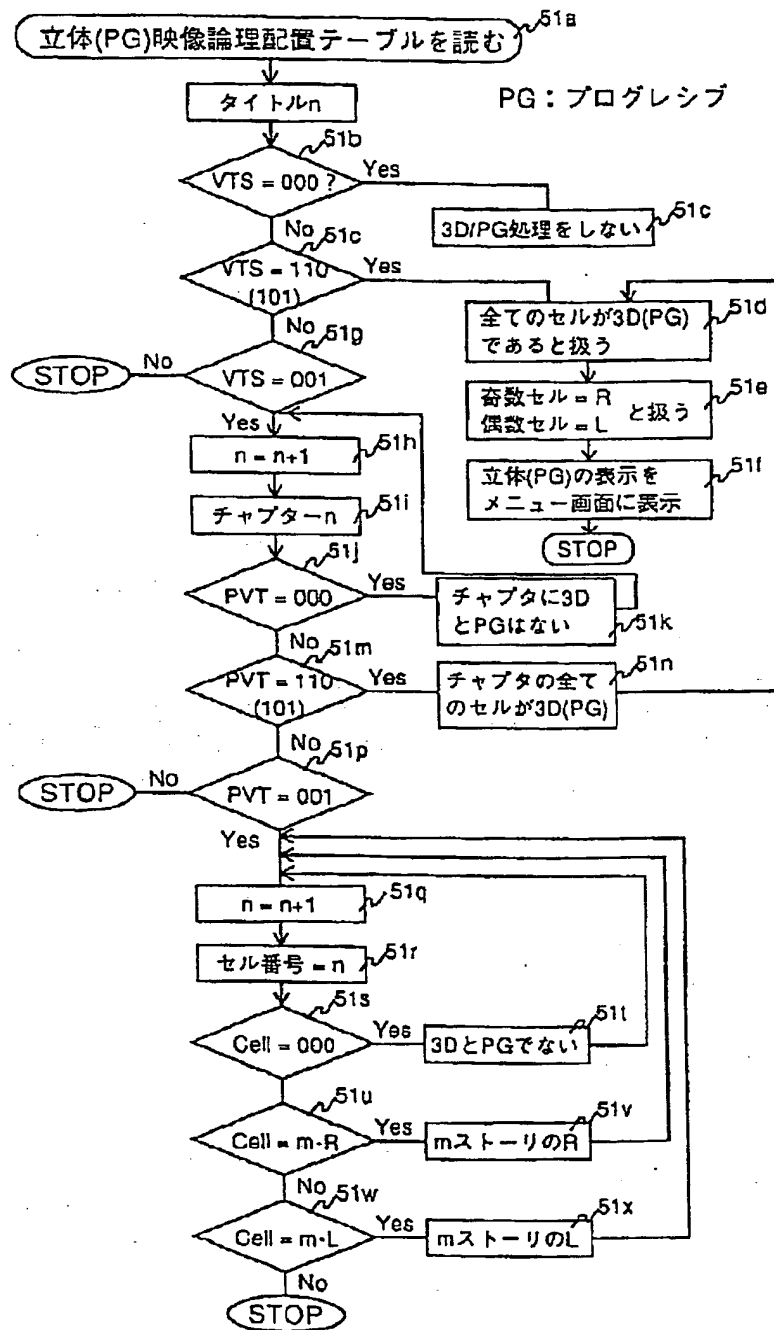 立体(PG)映像論理配置テーブルを読む
51a
タイトルn
PG：プログレシブ
51b
VTS = 000 ?
Yes
No
51c
3D/PG処理をしない
51c
VTS = 110
(101)
Yes
No
51d
全てのセルが3D(PG)
であると扱う
51g
VTS = 001
No
STOP
Yes
51e
奇数セル = R
偶数セル = L
と扱う
51h
n = n+1
51f
立体(PG)の表示を
メニュー画面に表示
STOP
51i
チャプターn
51j
PVT = 000
Yes
No
チャプタに3D
とPGはない
51k
51m
PVT = 110
(101)
Yes
No
51n
チャプタの全て
のセルが3D(PG)
51p
PVT = 001
No
STOP
Yes
51q
n = n+1
51r
セル番号 = n
51s
Cell = 000
Yes
51t
3DとPGでない
51u
Cell = m·R
Yes
No
51v
mストーリのR
51w
Cell = m·L
Yes
No
51x
mストーリのL
STOP